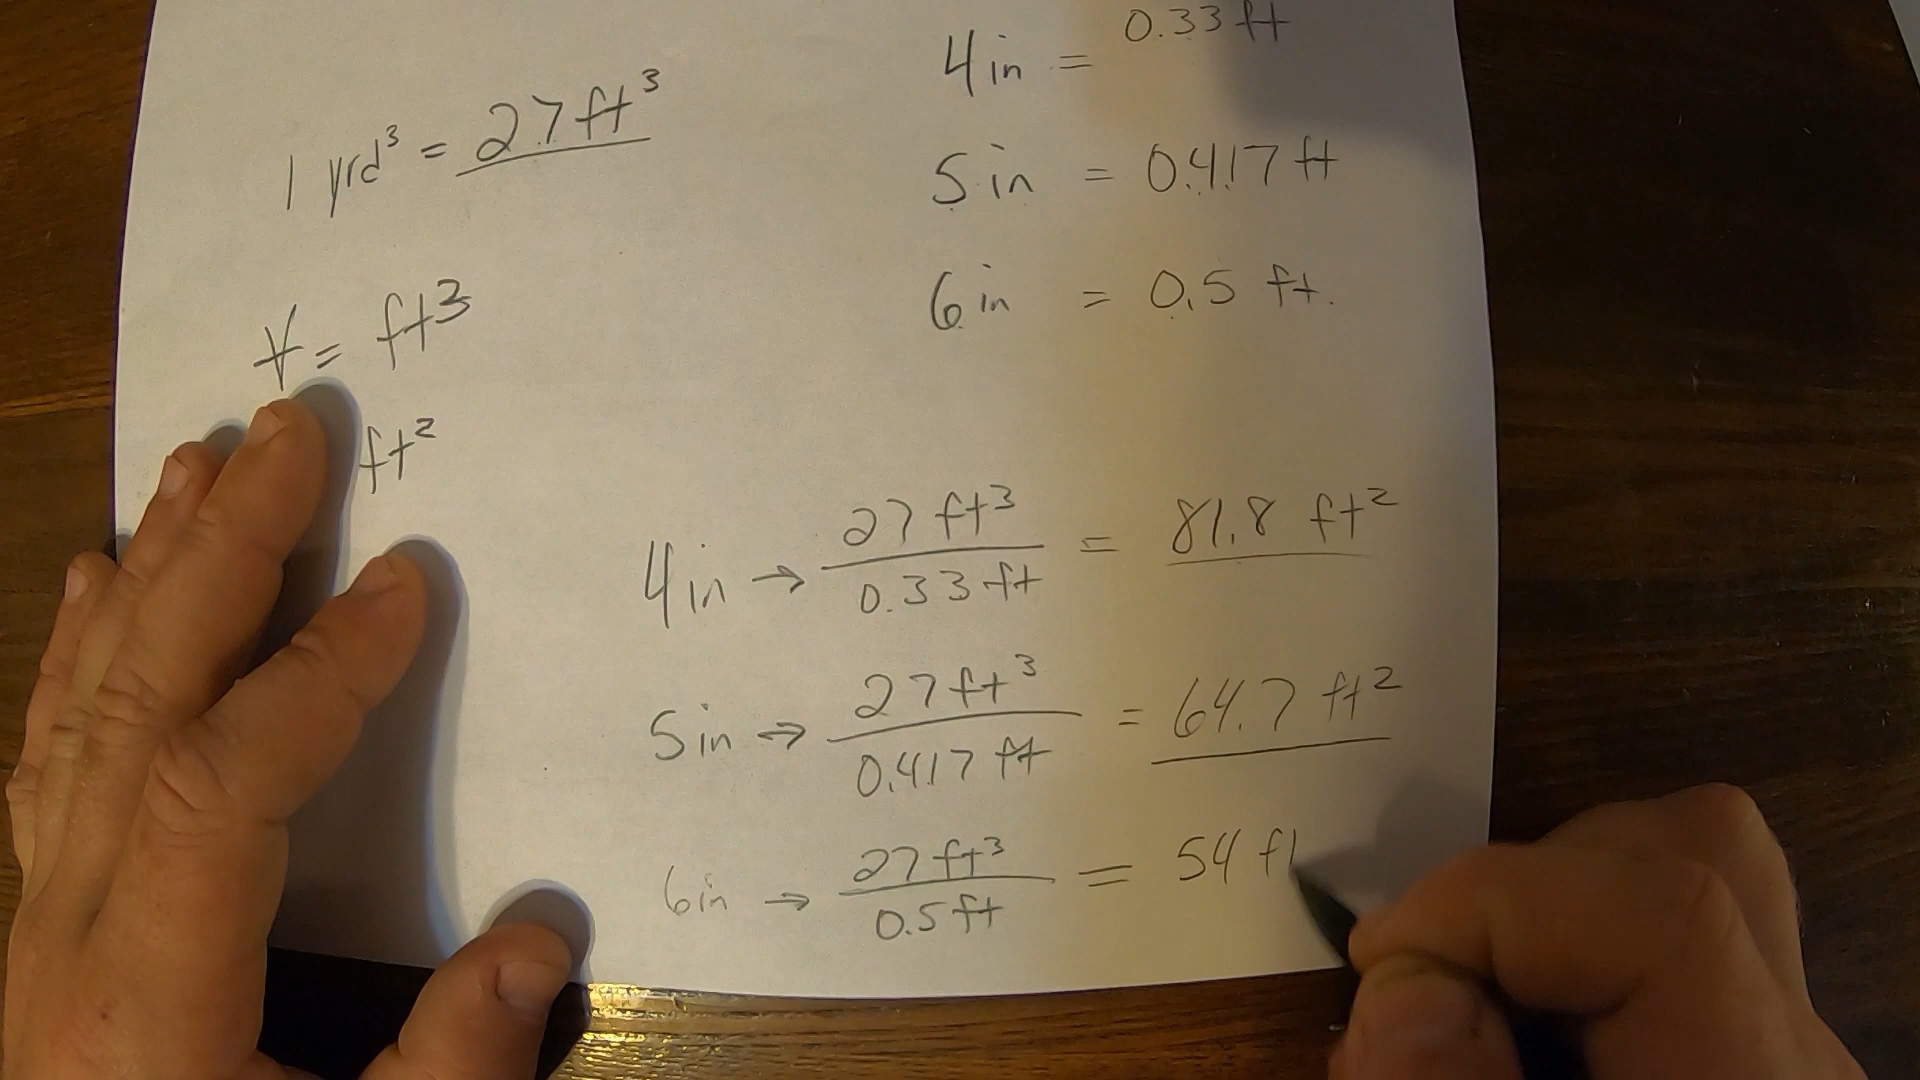 1 yrd³ = 27 ft³
V = ft³
ft²
4 in = 0.33 ft
5 in = 0.417 ft
6 in = 0.5 ft.
4 in → 27 ft³ / 0.33 ft = 81.8 ft²
5 in → 27 ft³ / 0.417 ft = 64.7 ft²
6 in → 27 ft³ / 0.5 ft = 54 ft